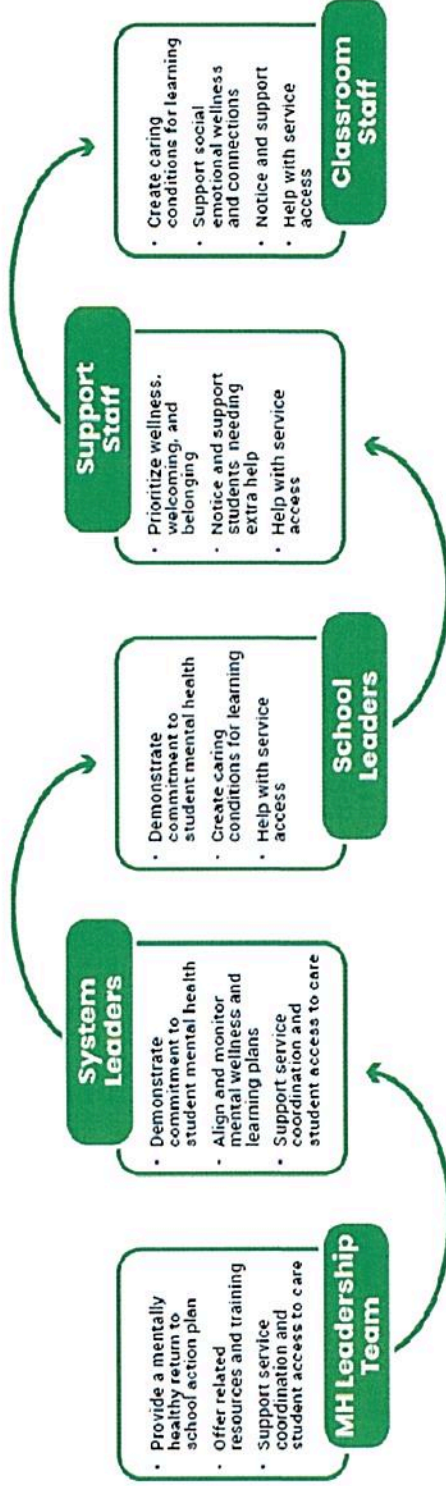 • Provide a mentally
healthy return to
school action plan
• Offer related
resources and training
• Support service
coordination and
student access to care
MH Leadership
Team
System
Leaders
• Demonstrate
commitment to
student mental health
• Align and monitor
mental wellness and
learning plans
• Support service
coordination and
student access to care
• Demonstrate
commitment to
student mental health
• Create caring
conditions for learning
• Help with service
access
School
Leaders
Support
Staff
• Prioritize wellness,
welcoming, and
belonging
• Notice and support
students needing
extra help
• Help with service
access
• Create caring
conditions for learning
• Support social
emotional wellness
and connections
• Notice and support
• Help with service
access
Classroom
Staff